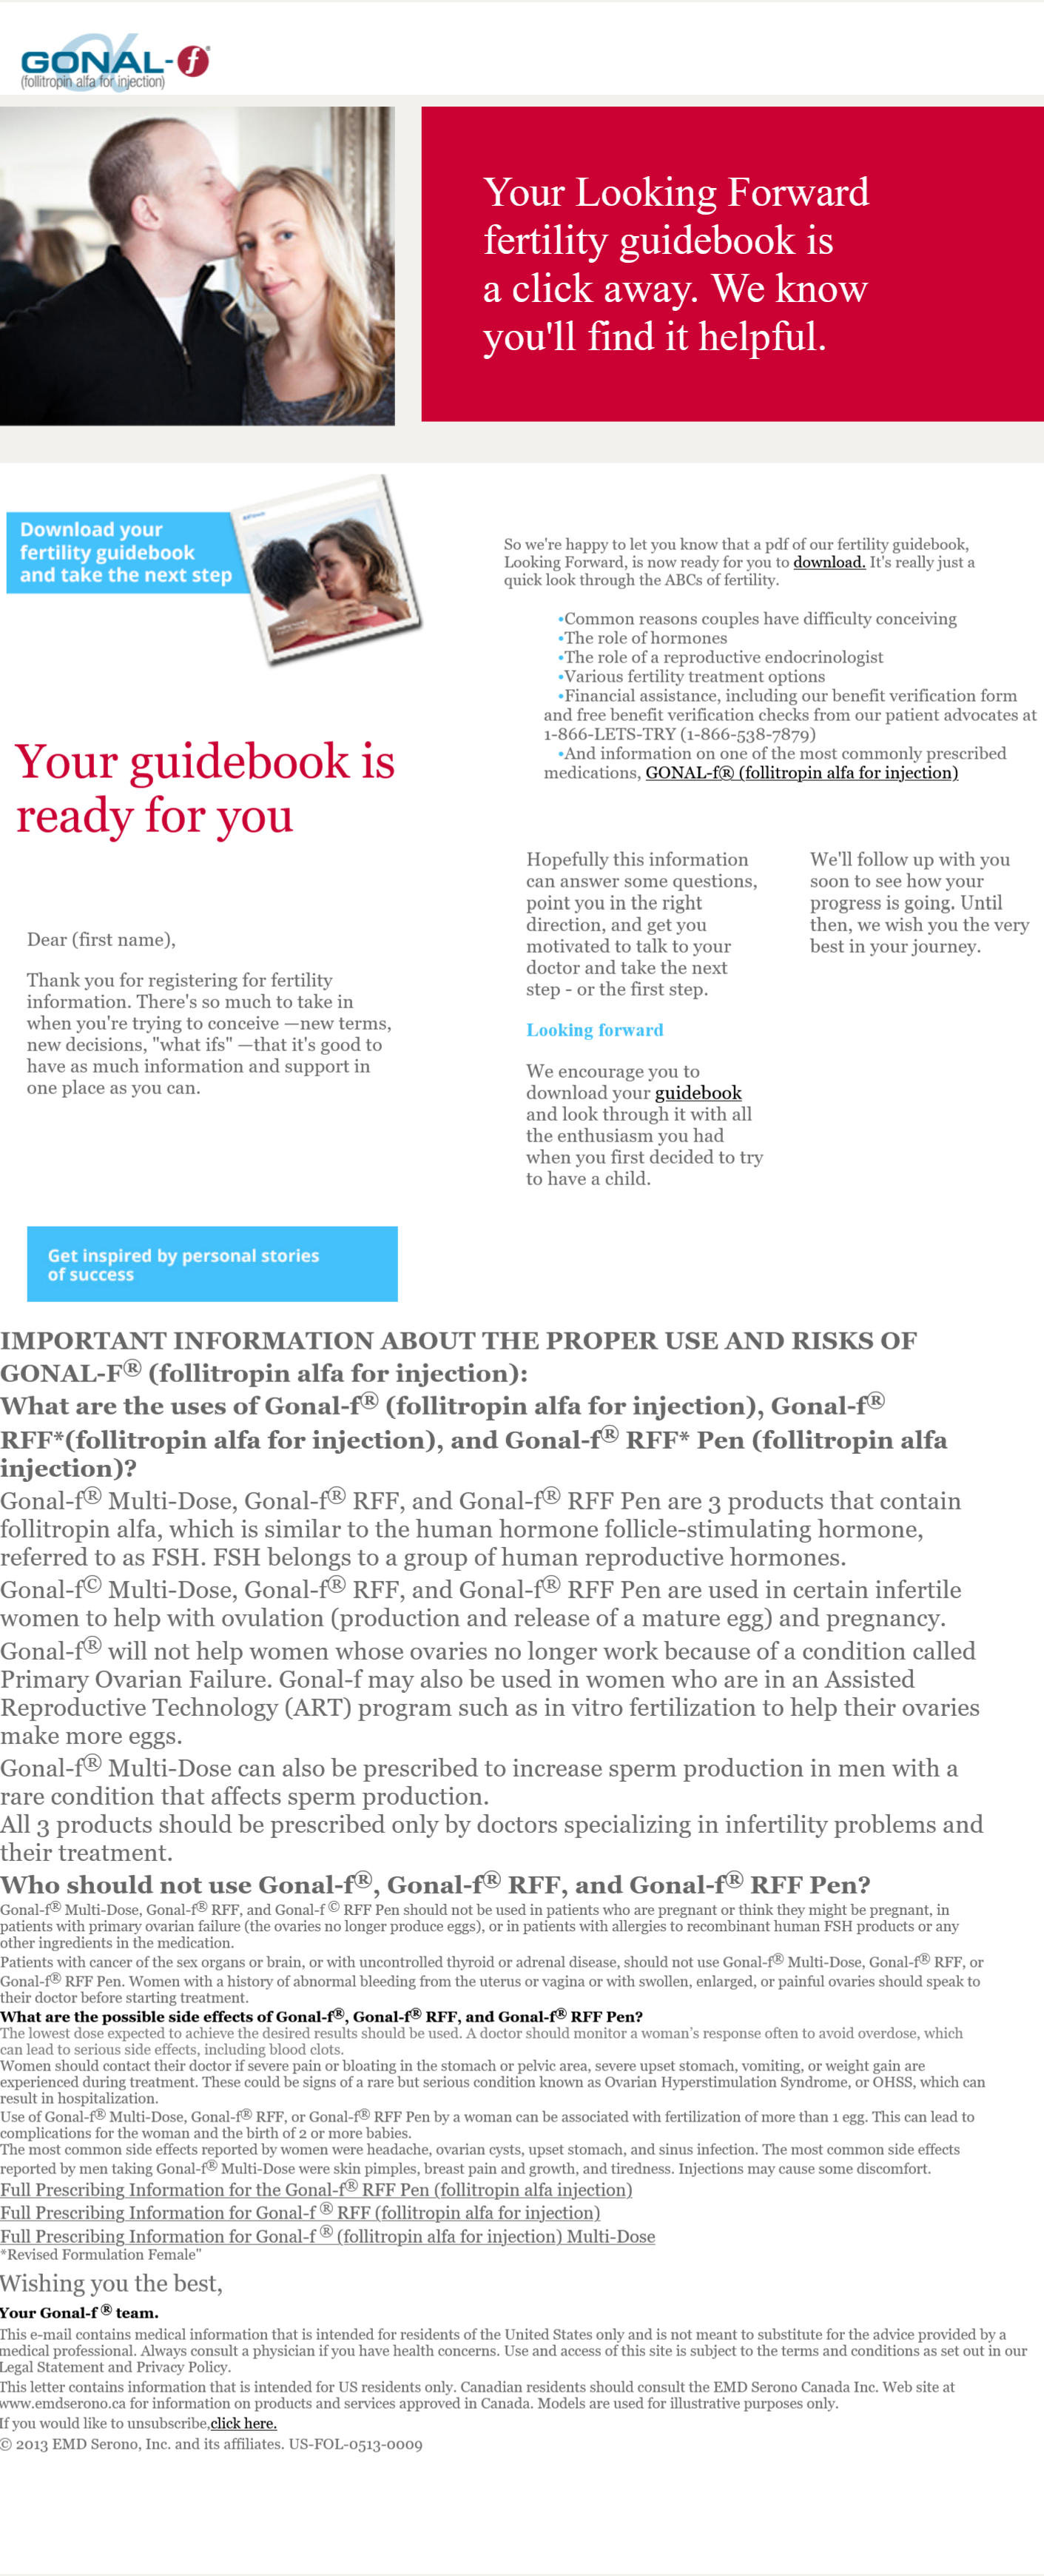 GONAL-f®
(follitropin alfa for injection)
Your Looking Forward
fertility guidebook is
a click away. We know
you'll find it helpful.
Download your
fertility guidebook
and take the next step
Your guidebook is
ready for you
Dear (first name),
Thank you for registering for fertility
information. There's so much to take in
when you're trying to conceive —new terms,
new decisions, "what ifs" —that it's good to
have as much information and support in
one place as you can.
Get inspired by personal stories
of success
So we're happy to let you know that a pdf of our fertility guidebook,
Looking Forward, is now ready for you to download. It's really just a
quick look through the ABCs of fertility.
•Common reasons couples have difficulty conceiving
•The role of hormones
•The role of a reproductive endocrinologist
•Various fertility treatment options
•Financial assistance, including our benefit verification form
and free benefit verification checks from our patient advocates at
1-866-LETS-TRY (1-866-538-7879)
•And information on one of the most commonly prescribed
medications, GONAL-f® (follitropin alfa for injection)
Hopefully this information
can answer some questions,
point you in the right
direction, and get you
motivated to talk to your
doctor and take the next
step - or the first step.
Looking forward
We encourage you to
download your guidebook
and look through it with all
the enthusiasm you had
when you first decided to try
to have a child.
We'll follow up with you
soon to see how your
progress is going. Until
then, we wish you the very
best in your journey.
IMPORTANT INFORMATION ABOUT THE PROPER USE AND RISKS OF
GONAL-F® (follitropin alfa for injection):
What are the uses of Gonal-f® (follitropin alfa for injection), Gonal-f®
RFF*(follitropin alfa for injection), and Gonal-f® RFF* Pen (follitropin alfa
injection)?
Gonal-f® Multi-Dose, Gonal-f® RFF, and Gonal-f® RFF Pen are 3 products that contain
follitropin alfa, which is similar to the human hormone follicle-stimulating hormone,
referred to as FSH. FSH belongs to a group of human reproductive hormones.
Gonal-f© Multi-Dose, Gonal-f® RFF, and Gonal-f® RFF Pen are used in certain infertile
women to help with ovulation (production and release of a mature egg) and pregnancy.
Gonal-f® will not help women whose ovaries no longer work because of a condition called
Primary Ovarian Failure. Gonal-f may also be used in women who are in an Assisted
Reproductive Technology (ART) program such as in vitro fertilization to help their ovaries
make more eggs.
Gonal-f® Multi-Dose can also be prescribed to increase sperm production in men with a
rare condition that affects sperm production.
All 3 products should be prescribed only by doctors specializing in infertility problems and
their treatment.
Who should not use Gonal-f®, Gonal-f® RFF, and Gonal-f® RFF Pen?
Gonal-f® Multi-Dose, Gonal-f® RFF, and Gonal-f © RFF Pen should not be used in patients who are pregnant or think they might be pregnant, in
patients with primary ovarian failure (the ovaries no longer produce eggs), or in patients with allergies to recombinant human FSH products or any
other ingredients in the medication.
Patients with cancer of the sex organs or brain, or with uncontrolled thyroid or adrenal disease, should not use Gonal-f® Multi-Dose, Gonal-f® RFF, or
Gonal-f® RFF Pen. Women with a history of abnormal bleeding from the uterus or vagina or with swollen, enlarged, or painful ovaries should speak to
their doctor before starting treatment.
What are the possible side effects of Gonal-f®, Gonal-f® RFF, and Gonal-f® RFF Pen?
The lowest dose expected to achieve the desired results should be used. A doctor should monitor a woman's response often to avoid overdose, which
can lead to serious side effects, including blood clots.
Women should contact their doctor if severe pain or bloating in the stomach or pelvic area, severe upset stomach, vomiting, or weight gain are
experienced during treatment. These could be signs of a rare but serious condition known as Ovarian Hyperstimulation Syndrome, or OHSS, which can
result in hospitalization.
Use of Gonal-f® Multi-Dose, Gonal-f® RFF, or Gonal-f® RFF Pen by a woman can be associated with fertilization of more than 1 egg. This can lead to
complications for the woman and the birth of 2 or more babies.
The most common side effects reported by women were headache, ovarian cysts, upset stomach, and sinus infection. The most common side effects
reported by men taking Gonal-f® Multi-Dose were skin pimples, breast pain and growth, and tiredness. Injections may cause some discomfort.
Full Prescribing Information for the Gonal-f® RFF Pen (follitropin alfa injection)
Full Prescribing Information for Gonal-f ® RFF (follitropin alfa for injection)
Full Prescribing Information for Gonal-f ® (follitropin alfa for injection) Multi-Dose
*Revised Formulation Female"
Wishing you the best,
Your Gonal-f ® team.
This e-mail contains medical information that is intended for residents of the United States only and is not meant to substitute for the advice provided by a
medical professional. Always consult a physician if you have health concerns. Use and access of this site is subject to the terms and conditions as set out in our
Legal Statement and Privacy Policy.
This letter contains information that is intended for US residents only. Canadian residents should consult the EMD Serono Canada Inc. Web site at
www.emdserono.ca for information on products and services approved in Canada. Models are used for illustrative purposes only.
If you would like to unsubscribe,click here.
© 2013 EMD Serono, Inc. and its affiliates. US-FOL-0513-0009